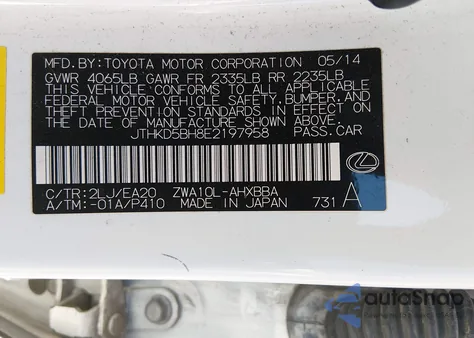 MFD.BY: TOYOTA MOTOR CORPORATION 05/14
GVWR 4065LB GAWR FR 2335LB RR 2235LB
THIS VEHICLE CONFORMS TO ALL APPLICABLE
FEDERAL MOTOR VEHICLE SAFETY, BUMPER, AND
THEFT PREVENTION STANDARDS IN EFFECT ON
THE DATE OF MANUFACTURE SHOWN ABOVE.
JTHKD5BH8E2197958 PASS.CAR
C/TR: 2LJ/EA20 ZWA10L-AHXBBA
A/TM: -01A/P410 MADE IN JAPAN 731 A
autoSnap